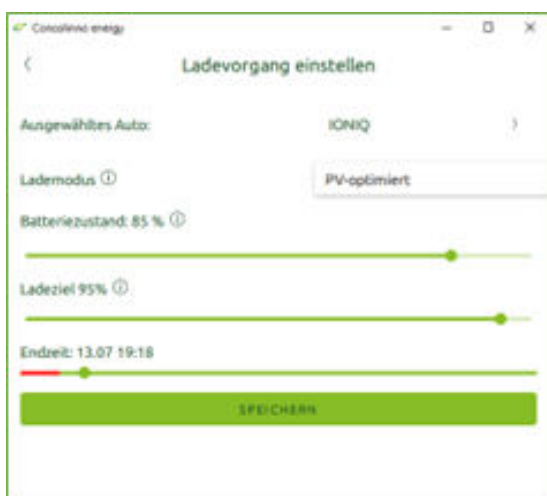 Consolinno energy
Ladevorgang einstellen
Ausgewähltes Auto: IONIQ
Lademodus PV-optimiert
Batteriezustand: 85 %
Ladeziel 95%
Endzeit: 13.07 19:18
SPEICHERN